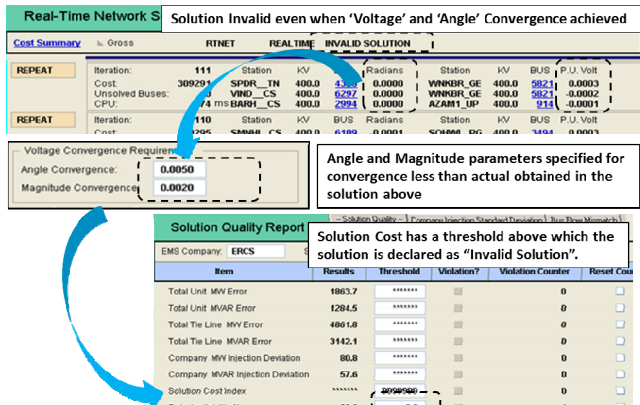 Real-Time Network S
Solution Invalid even when ‘Voltage’ and ‘Angle’ Convergence achieved
Cost Summary Gross RTNET REALTIME INVALID SOLUTION
REPEAT Iteration: 111 Station KV BUS Radians Station KV BUS P.U. Volt
Cost: 309291 SPDR__TN 400.0 0.0000 WNKBR_GE 400.0 5821 0.0003
Unsolved Buses: VIND__CS 400.0 6297 0.0000 WNKBR_GE 400.0 5821 -0.0002
CPU: ms BARH__CS 400.0 2994 0.0000 AZAM1_UP 400.0 914 -0.0001
REPEAT Iteration: 110 Station KV BUS Radians Station KV BUS P.U. Volt
Voltage Convergence
Angle Convergence: 0.0050
Magnitude Convergence 0.0020
Angle and Magnitude parameters specified for
convergence less than actual obtained in the
solution above
Solution Quality Report
Solution Quality Company Injection Standard Deviation Bus Flow Mismatch
Solution Cost has a threshold above which the
solution is declared as “Invalid Solution”.
EMS Company: ERCS
Item Results Threshold Violation? Violation Counter Reset Cou
Total Unit MW Error 1863.7 ******* 0
Total Unit MVAR Error 1284.5 ******* 0
Total Tie Line MW Error 4861.8 ******* 0
Total Tie Line MVAR Error 3142.1 ******* 0
Company MW Injection Deviation 80.8 ******* 0
Company MVAR Injection Deviation 57.6 ******* 0
Solution Cost Index ******* 9999999 0